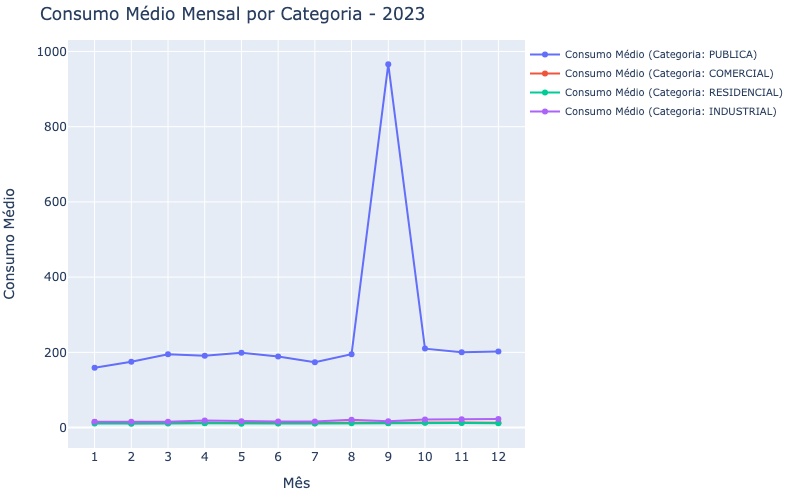 Consumo Médio Mensal por Categoria - 2023
Consumo Médio (Categoria: PUBLICA)
Consumo Médio (Categoria: COMERCIAL)
Consumo Médio (Categoria: RESIDENCIAL)
Consumo Médio (Categoria: INDUSTRIAL)
Consumo Médio
1000
800
600
400
200
0
1 2 3 4 5 6 7 8 9 10 11 12
Mês